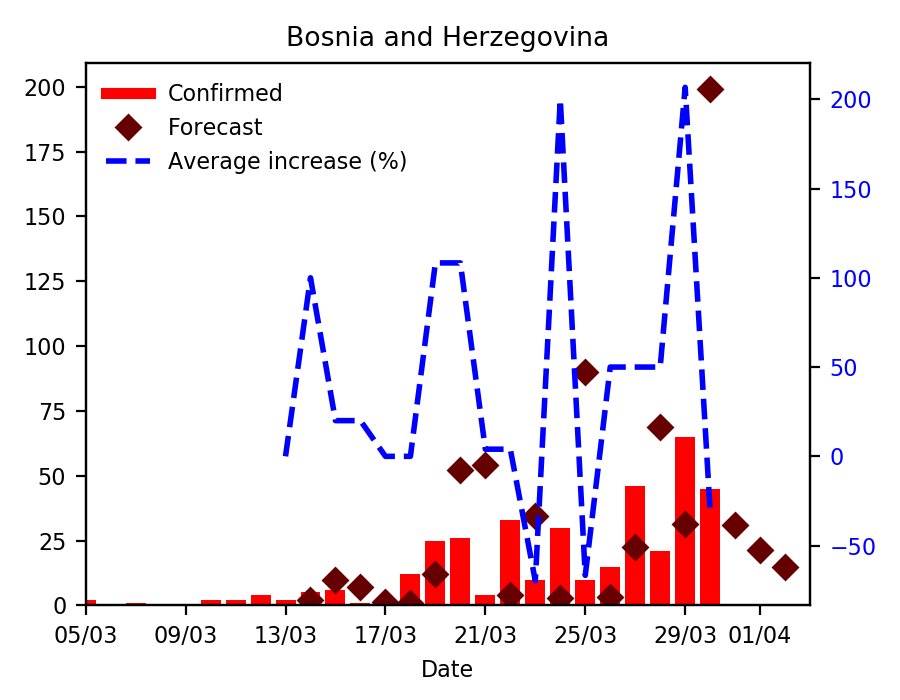 Bosnia and Herzegovina
Confirmed
Forecast
Average increase (%)
200
175
150
125
100
75
50
25
0
200
150
100
50
0
−50
05/03 09/03 13/03 17/03 21/03 25/03 29/03 01/04
Date